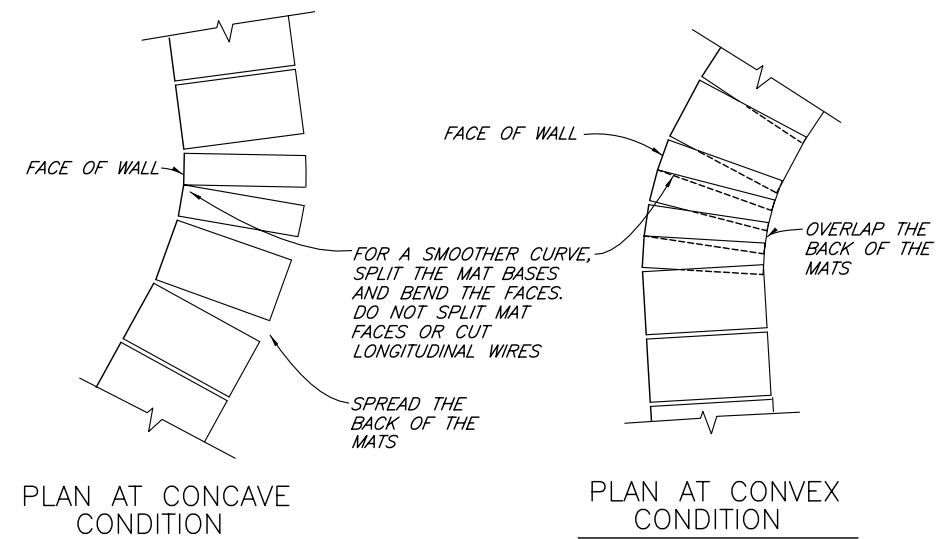 FACE OF WALL
FOR A SMOOTHER CURVE,
SPLIT THE MAT BASES
AND BEND THE FACES.
DO NOT SPLIT MAT
FACES OR CUT
LONGITUDINAL WIRES
SPREAD THE
BACK OF THE
MATS
PLAN AT CONCAVE
CONDITION
FACE OF WALL
OVERLAP THE
BACK OF THE
MATS
PLAN AT CONVEX
CONDITION